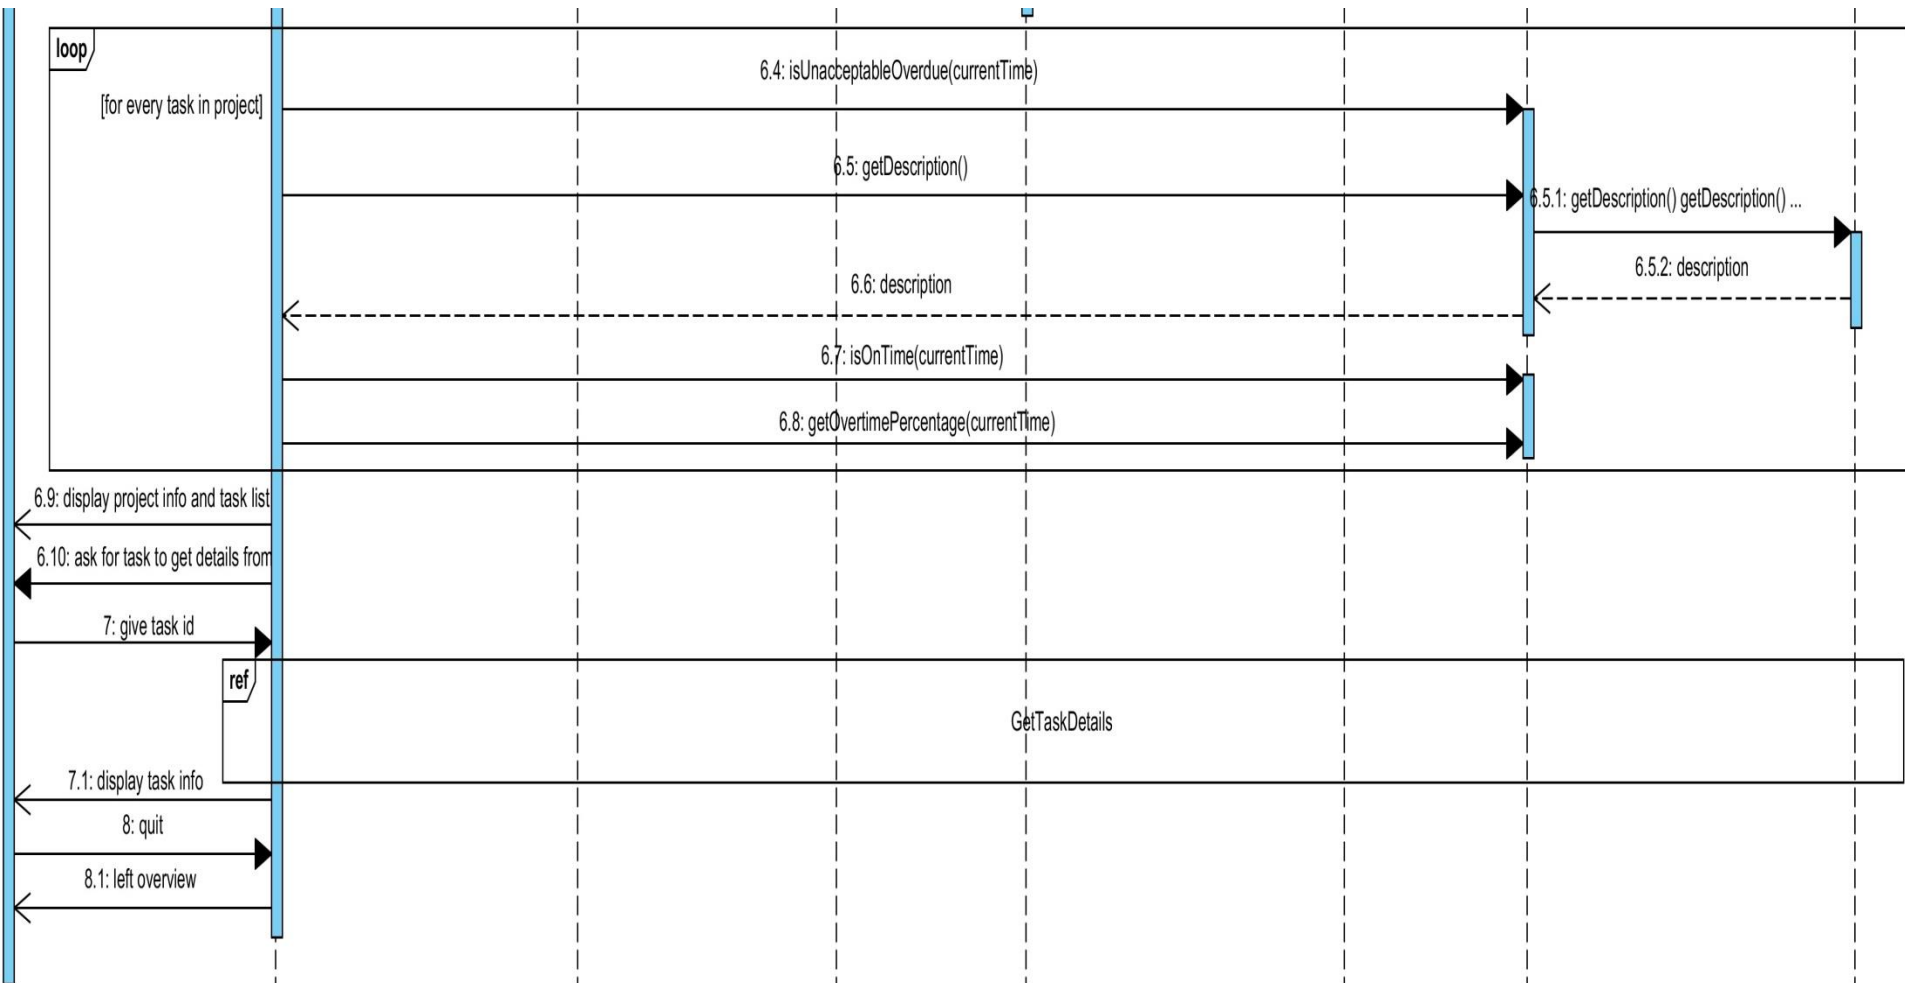 loop
6.4: isUnacceptableOverdue(currentTime)
[for every task in project]
6.5: getDescription()
6.5.1: getDescription() getDescription() ...
6.5.2: description
6.6: description
6.7: isOnTime(currentTime)
6.8: getOvertimePercentage(currentTime)
6.9: display project info and task list
6.10: ask for task to get details from
7: give task id
ref
GetTaskDetails
7.1: display task info
8: quit
8.1: left overview